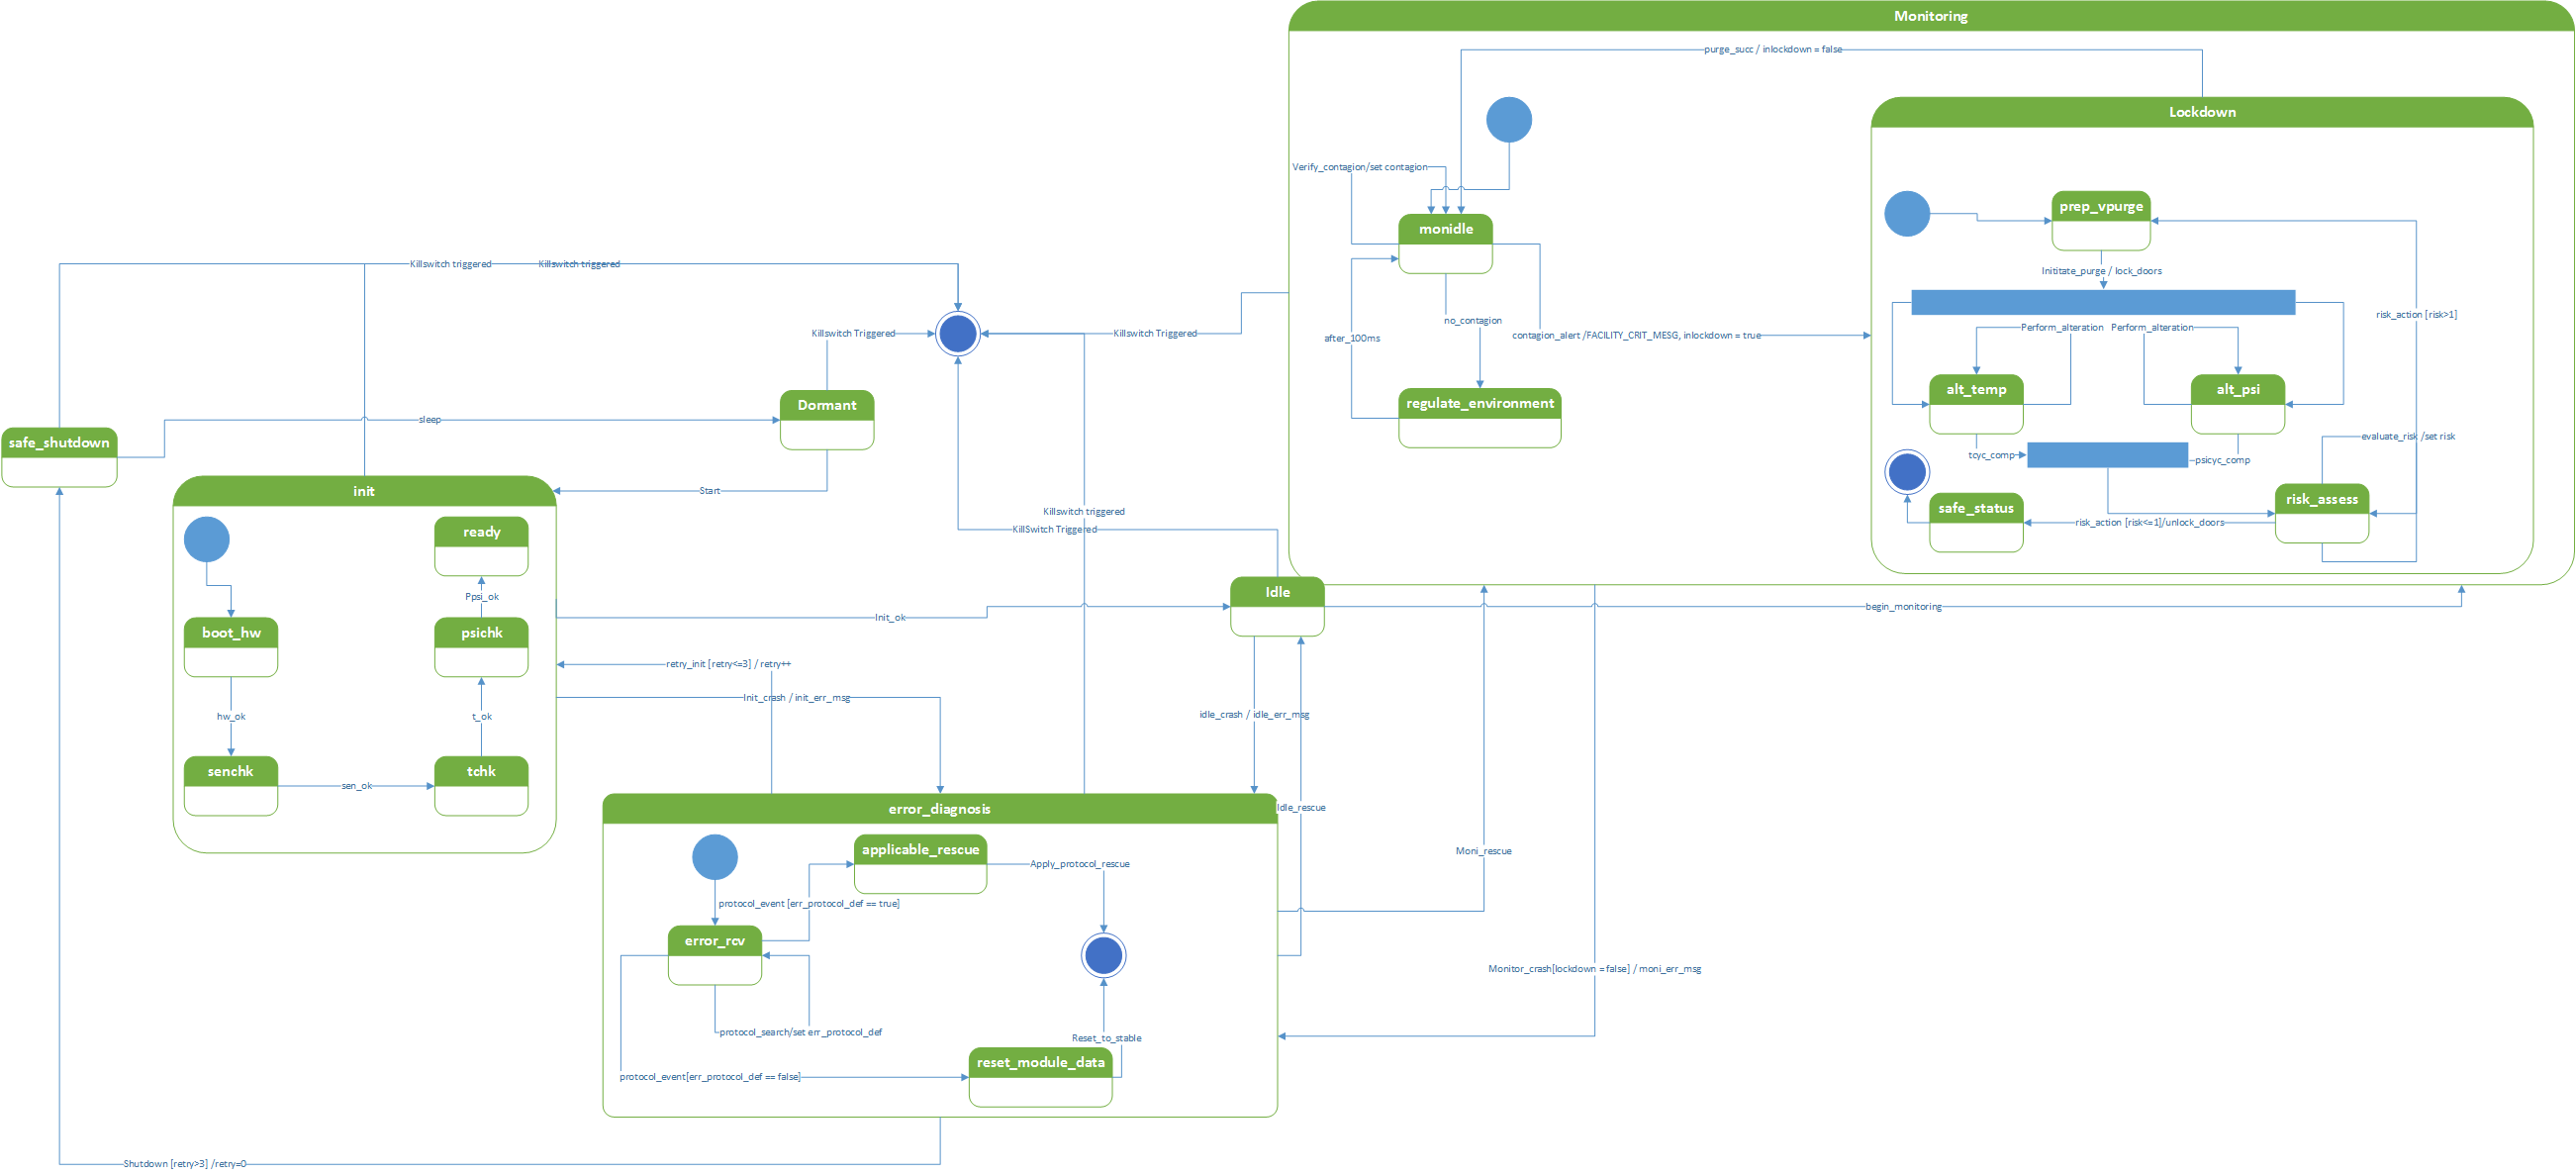 Monitoring
purge_succ / inlockdown = false
Lockdown
Verify_contagion/set contagion
prep_vpurge
monidle
Inititate_purge / lock_doors
Killswitch triggered
Killswitch triggered
risk_action [risk>1]
no_contagion
Perform_alteration
Perform_alteration
Killswitch Triggered
Killswitch Triggered
after_100ms
contagion_alert /FACILITY_CRIT_MESG, inlockdown = true
alt_temp
alt_psi
Dormant
regulate_environment
sleep
safe_shutdown
evaluate_risk /set risk
tcyc_comp
psicyc_comp
init
Start
risk_assess
safe_status
Killswitch triggered
risk_action [risk<=1]/unlock_doors
KillSwitch Triggered
ready
Idle
Ppsi_ok
begin_monitoring
Init_ok
boot_hw
psichk
retry_init [retry<=3] / retry++
Init_crash / init_err_msg
hw_ok
t_ok
idle_crash / idle_err_msg
senchk
tchk
sen_ok
error_diagnosis
Idle_rescue
applicable_rescue
Moni_rescue
Apply_protocol_rescue
protocol_event [err_protocol_def == true]
error_rcv
Monitor_crash[lockdown = false] / moni_err_msg
protocol_search/set err_protocol_def
Reset_to_stable
reset_module_data
protocol_event[err_protocol_def == false]
Shutdown [retry>3] /retry=0